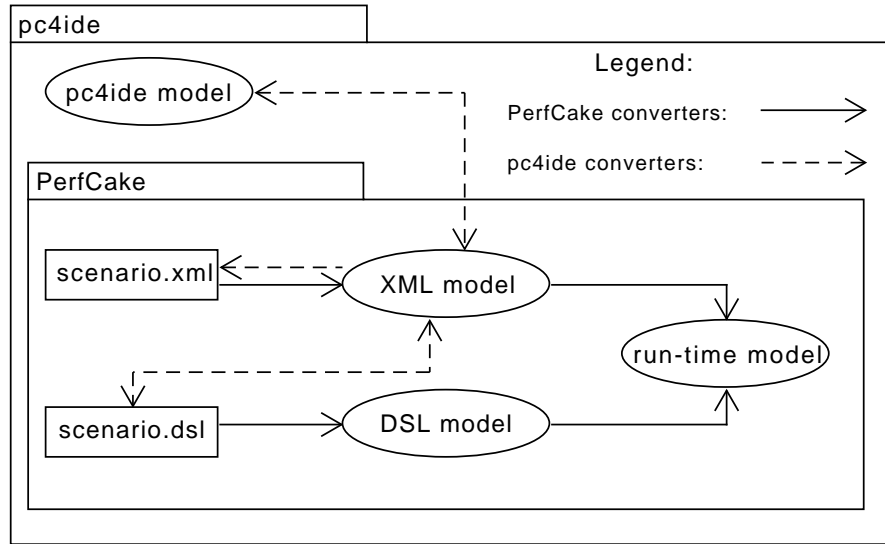 pc4ide
Legend:
pc4ide model
PerfCake converters:
pc4ide converters:
PerfCake
scenario.xml
XML model
run-time model
scenario.dsl
DSL model